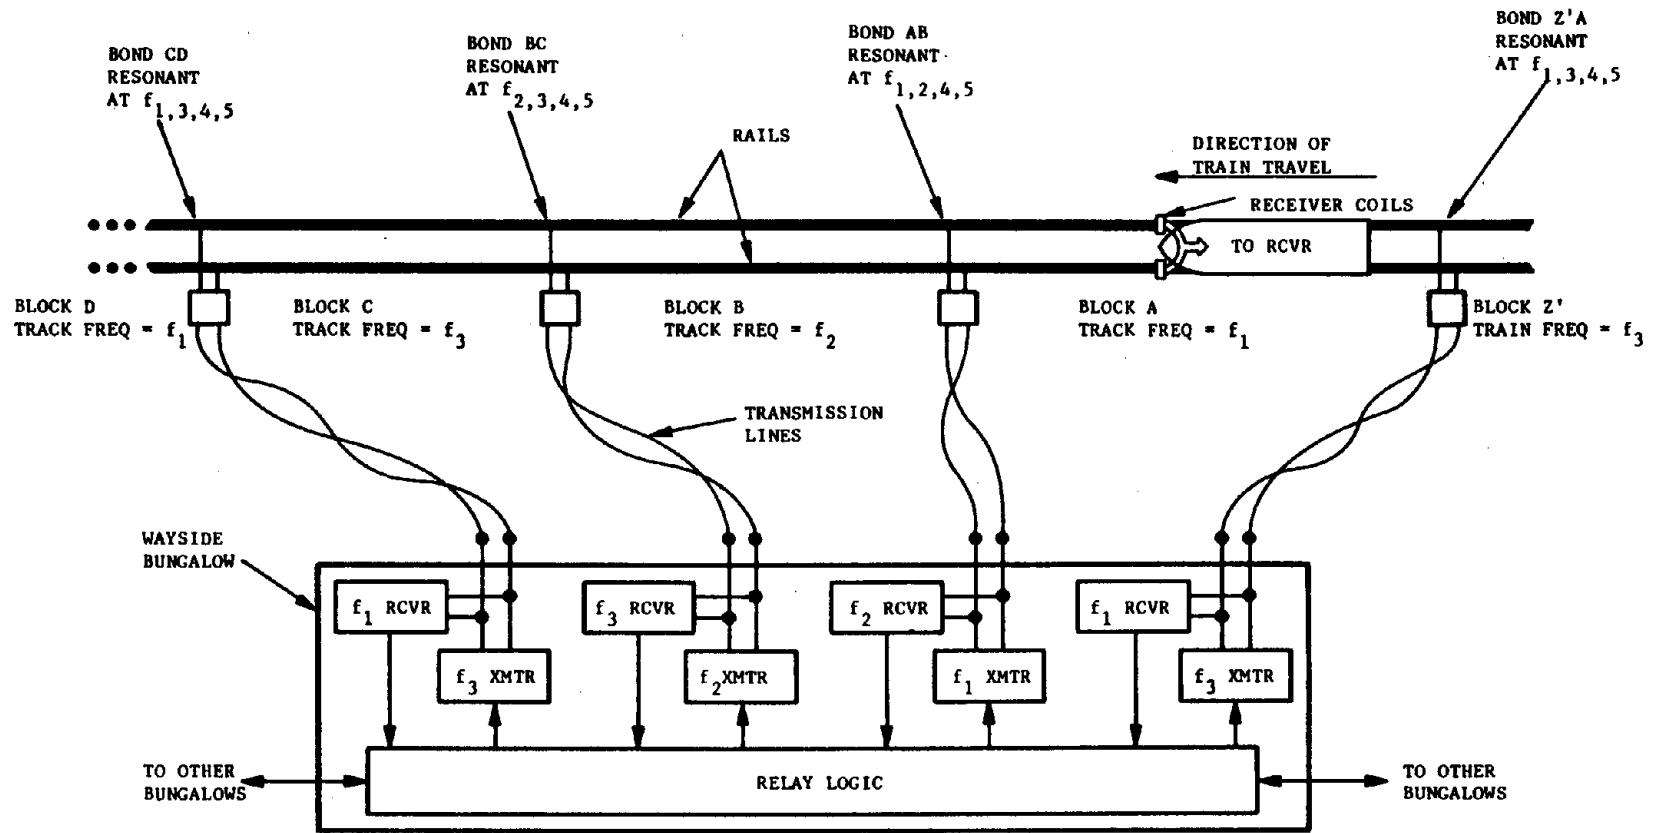 BOND CD
RESONANT
AT f1,3,4,5
BOND BC
RESONANT
AT f2,3,4,5
BOND AB
RESONANT
AT f1,2,4,5
BOND Z'A
RESONANT
AT f1,3,4,5
RAILS
DIRECTION OF
TRAIN TRAVEL
RECEIVER COILS
TO RCVR
BLOCK D
TRACK FREQ = f1
BLOCK C
TRACK FREQ = f3
BLOCK B
TRACK FREQ = f2
BLOCK A
TRACK FREQ = f1
BLOCK Z'
TRAIN FREQ = f3
TRANSMISSION
LINES
WAYSIDE
BUNGALOW
f1 RCVR
f3 RCVR
f2 RCVR
f1 RCVR
f3 XMTR
f2 XMTR
f1 XMTR
f3 XMTR
TO OTHER
BUNGALOWS
RELAY LOGIC
TO OTHER
BUNGALOWS